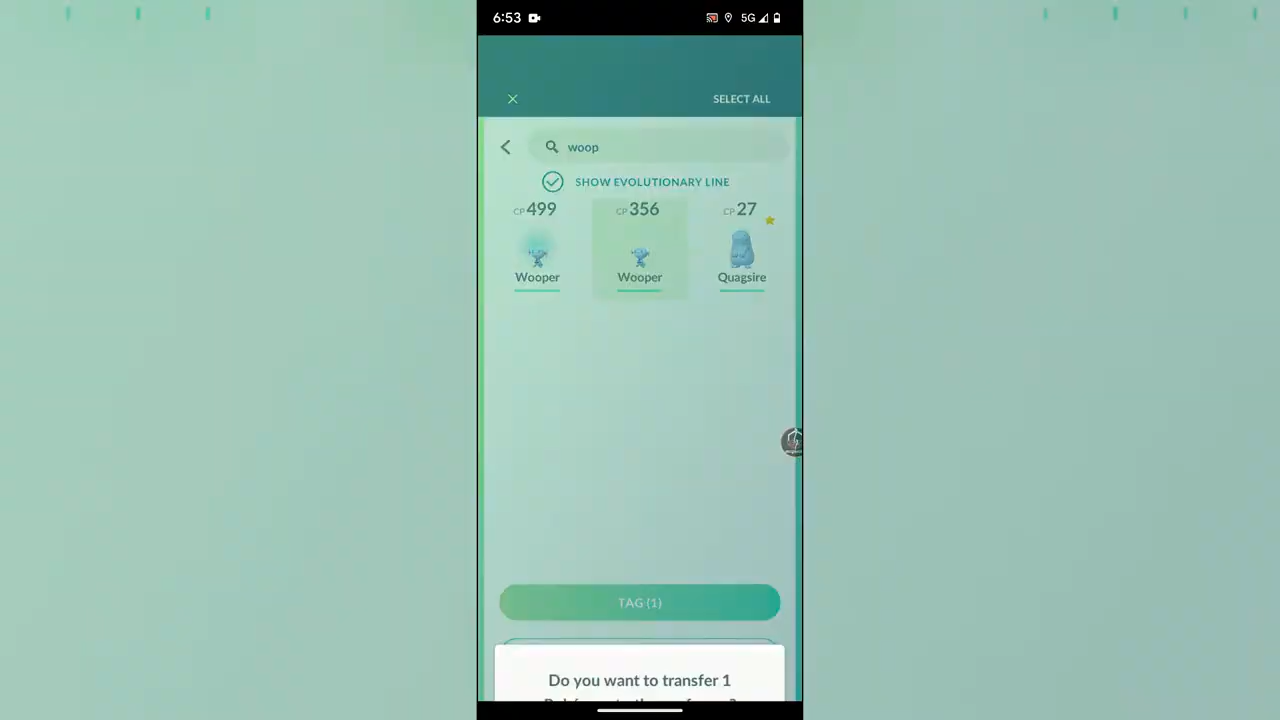 6:53
5G
SELECT ALL
woop
SHOW EVOLUTIONARY LINE
CP 499
CP 356
CP 27
Wooper
Wooper
Quagsire
TAG (1)
Do you want to transfer 1